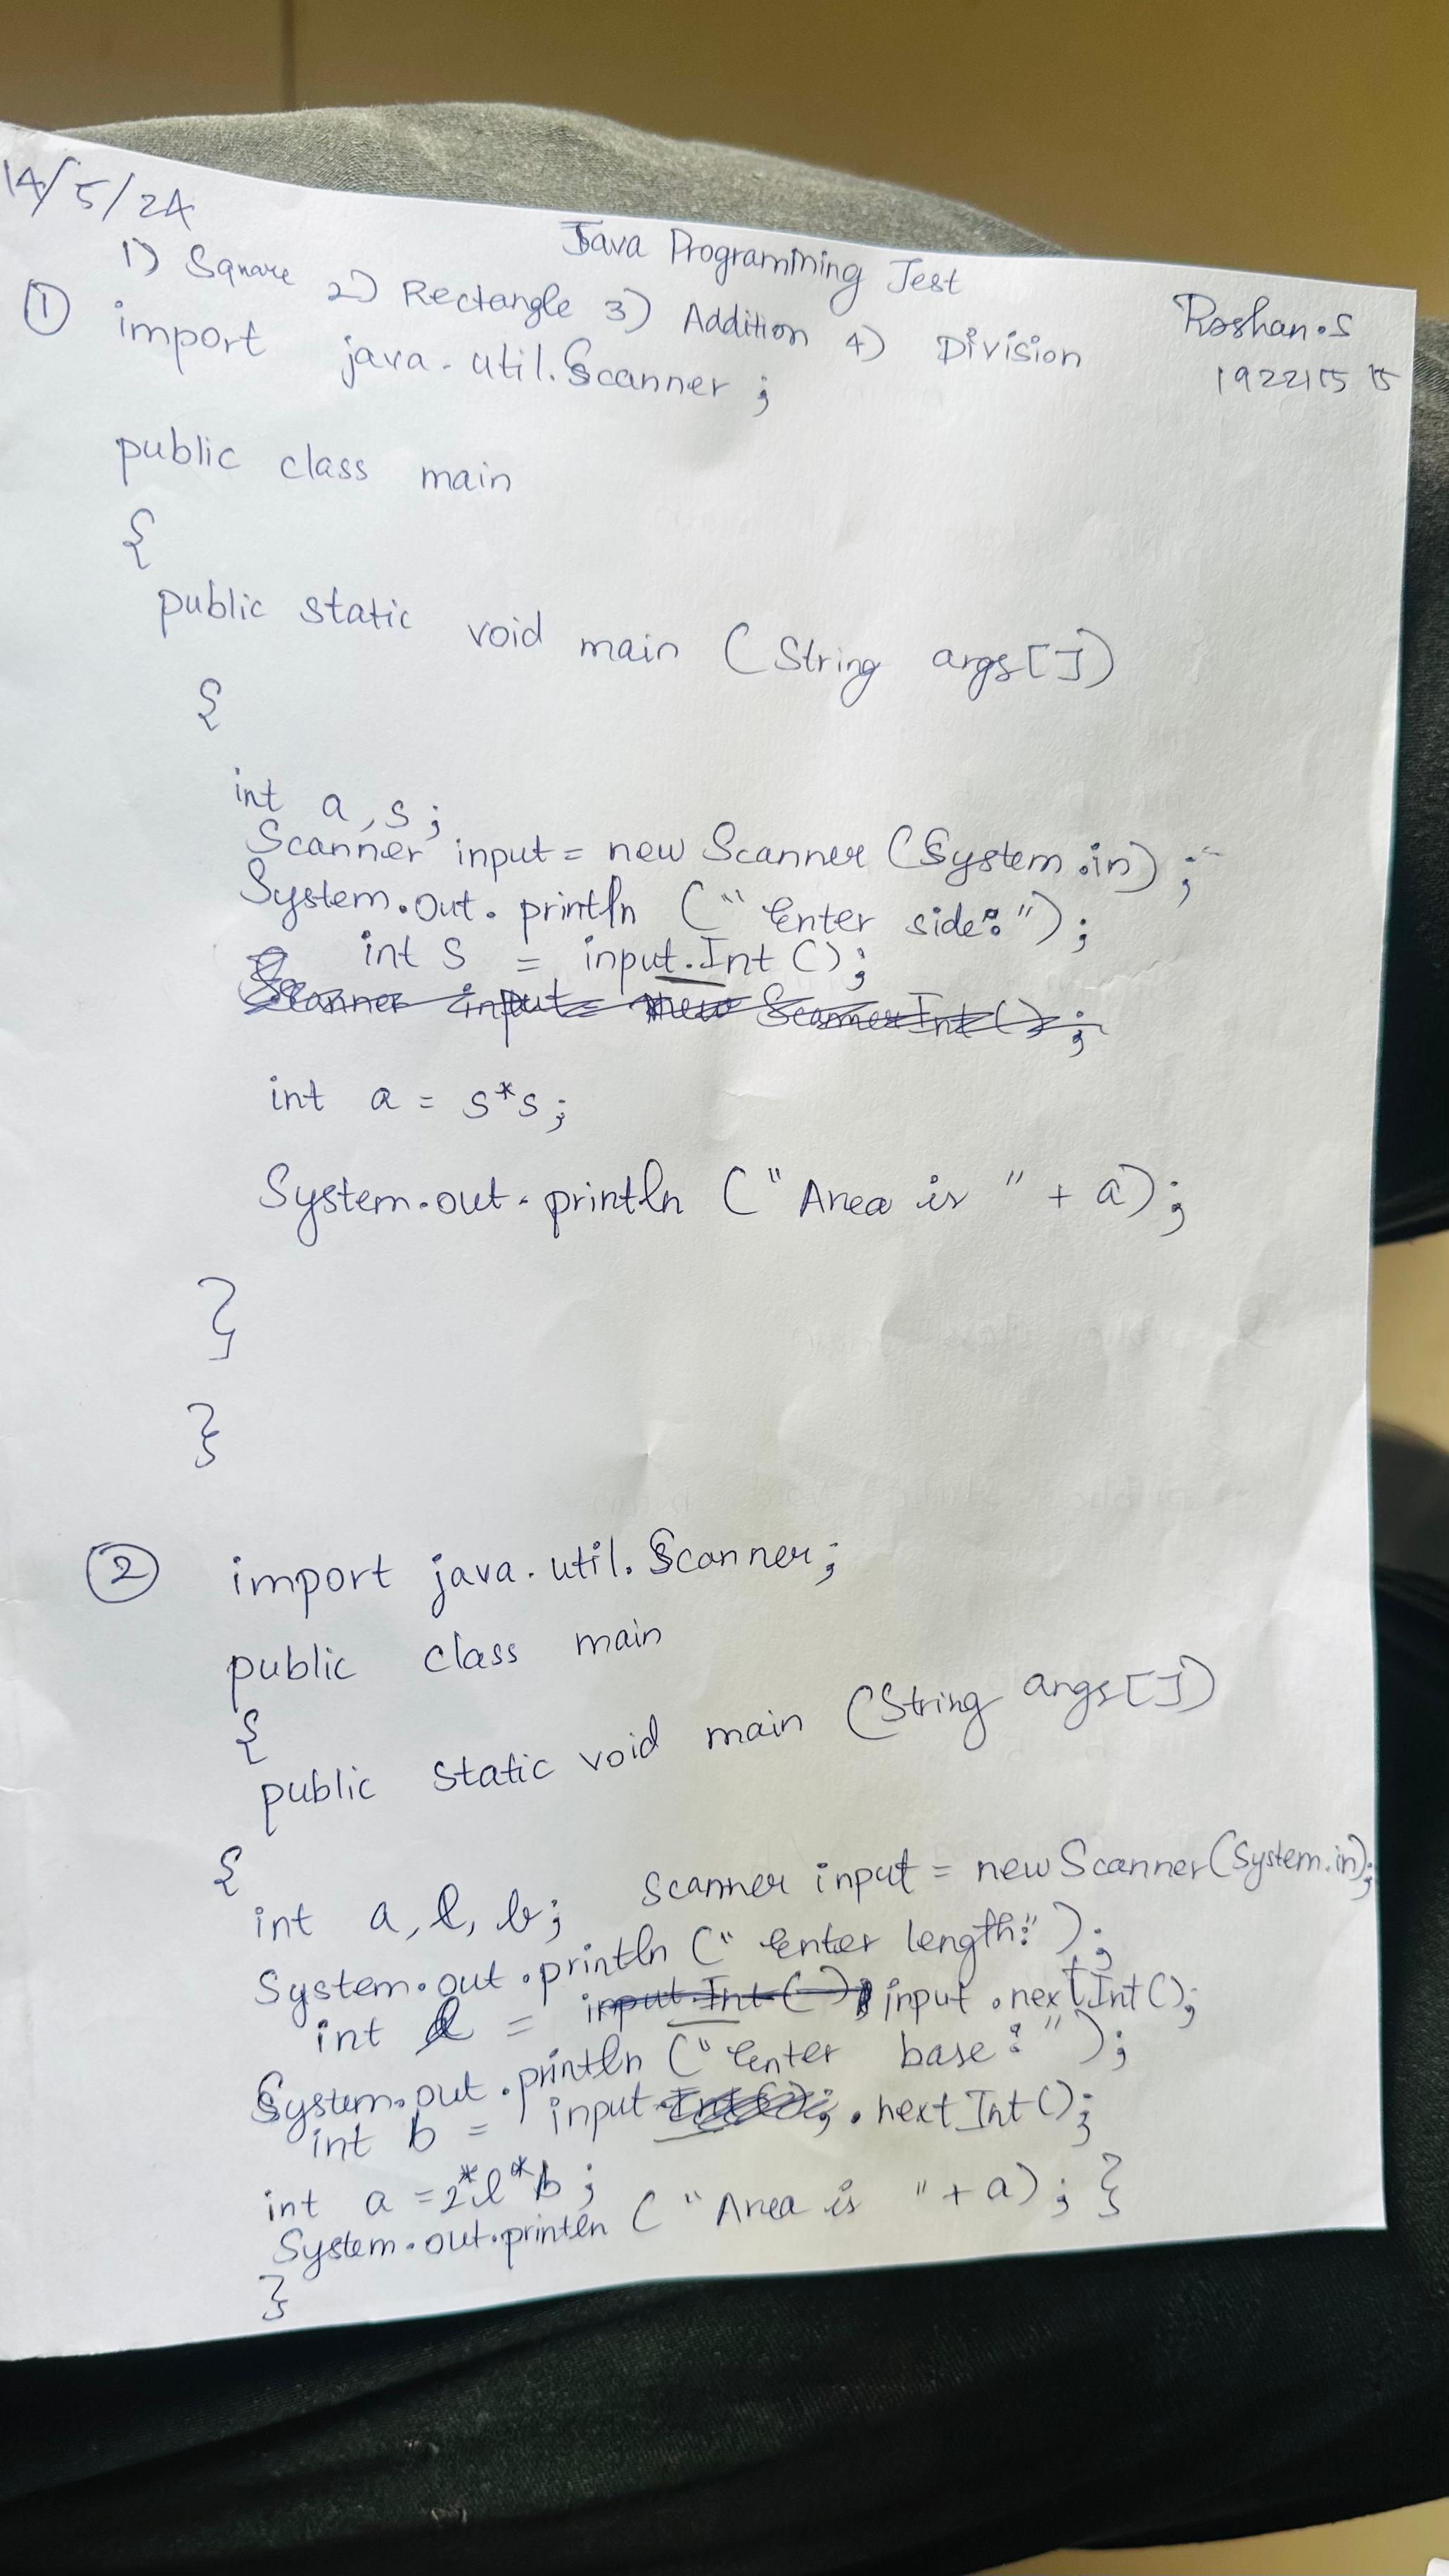 14/5/24
Java Programming Test
1) Square 2) Rectangle 3) Addition 4) Division
Roshan.S
192211515
① import java.util.Scanner;
public class main
{
public static void main (String args[])
{
int a,s;
Scanner input = new Scanner (System.in);
System.out.println (" Enter side:");
int S = input.Int();
Scanner input = new ScannerInt();
int a = s*s;
System.out.println ("Area is " + a);
}
}
② import java.util.Scanner;
public class main
{
public static void main (String args[])
{
int a, l, b; Scanner input = new Scanner(System.in);
System.out.println (" Enter length:");
int l = input.Int(); input.nextInt();
System.out.println ("Enter base:");
int b = input.Int(); .nextInt();
int a = 2*l*b;
System.out.println ("Area is "+a); }
}